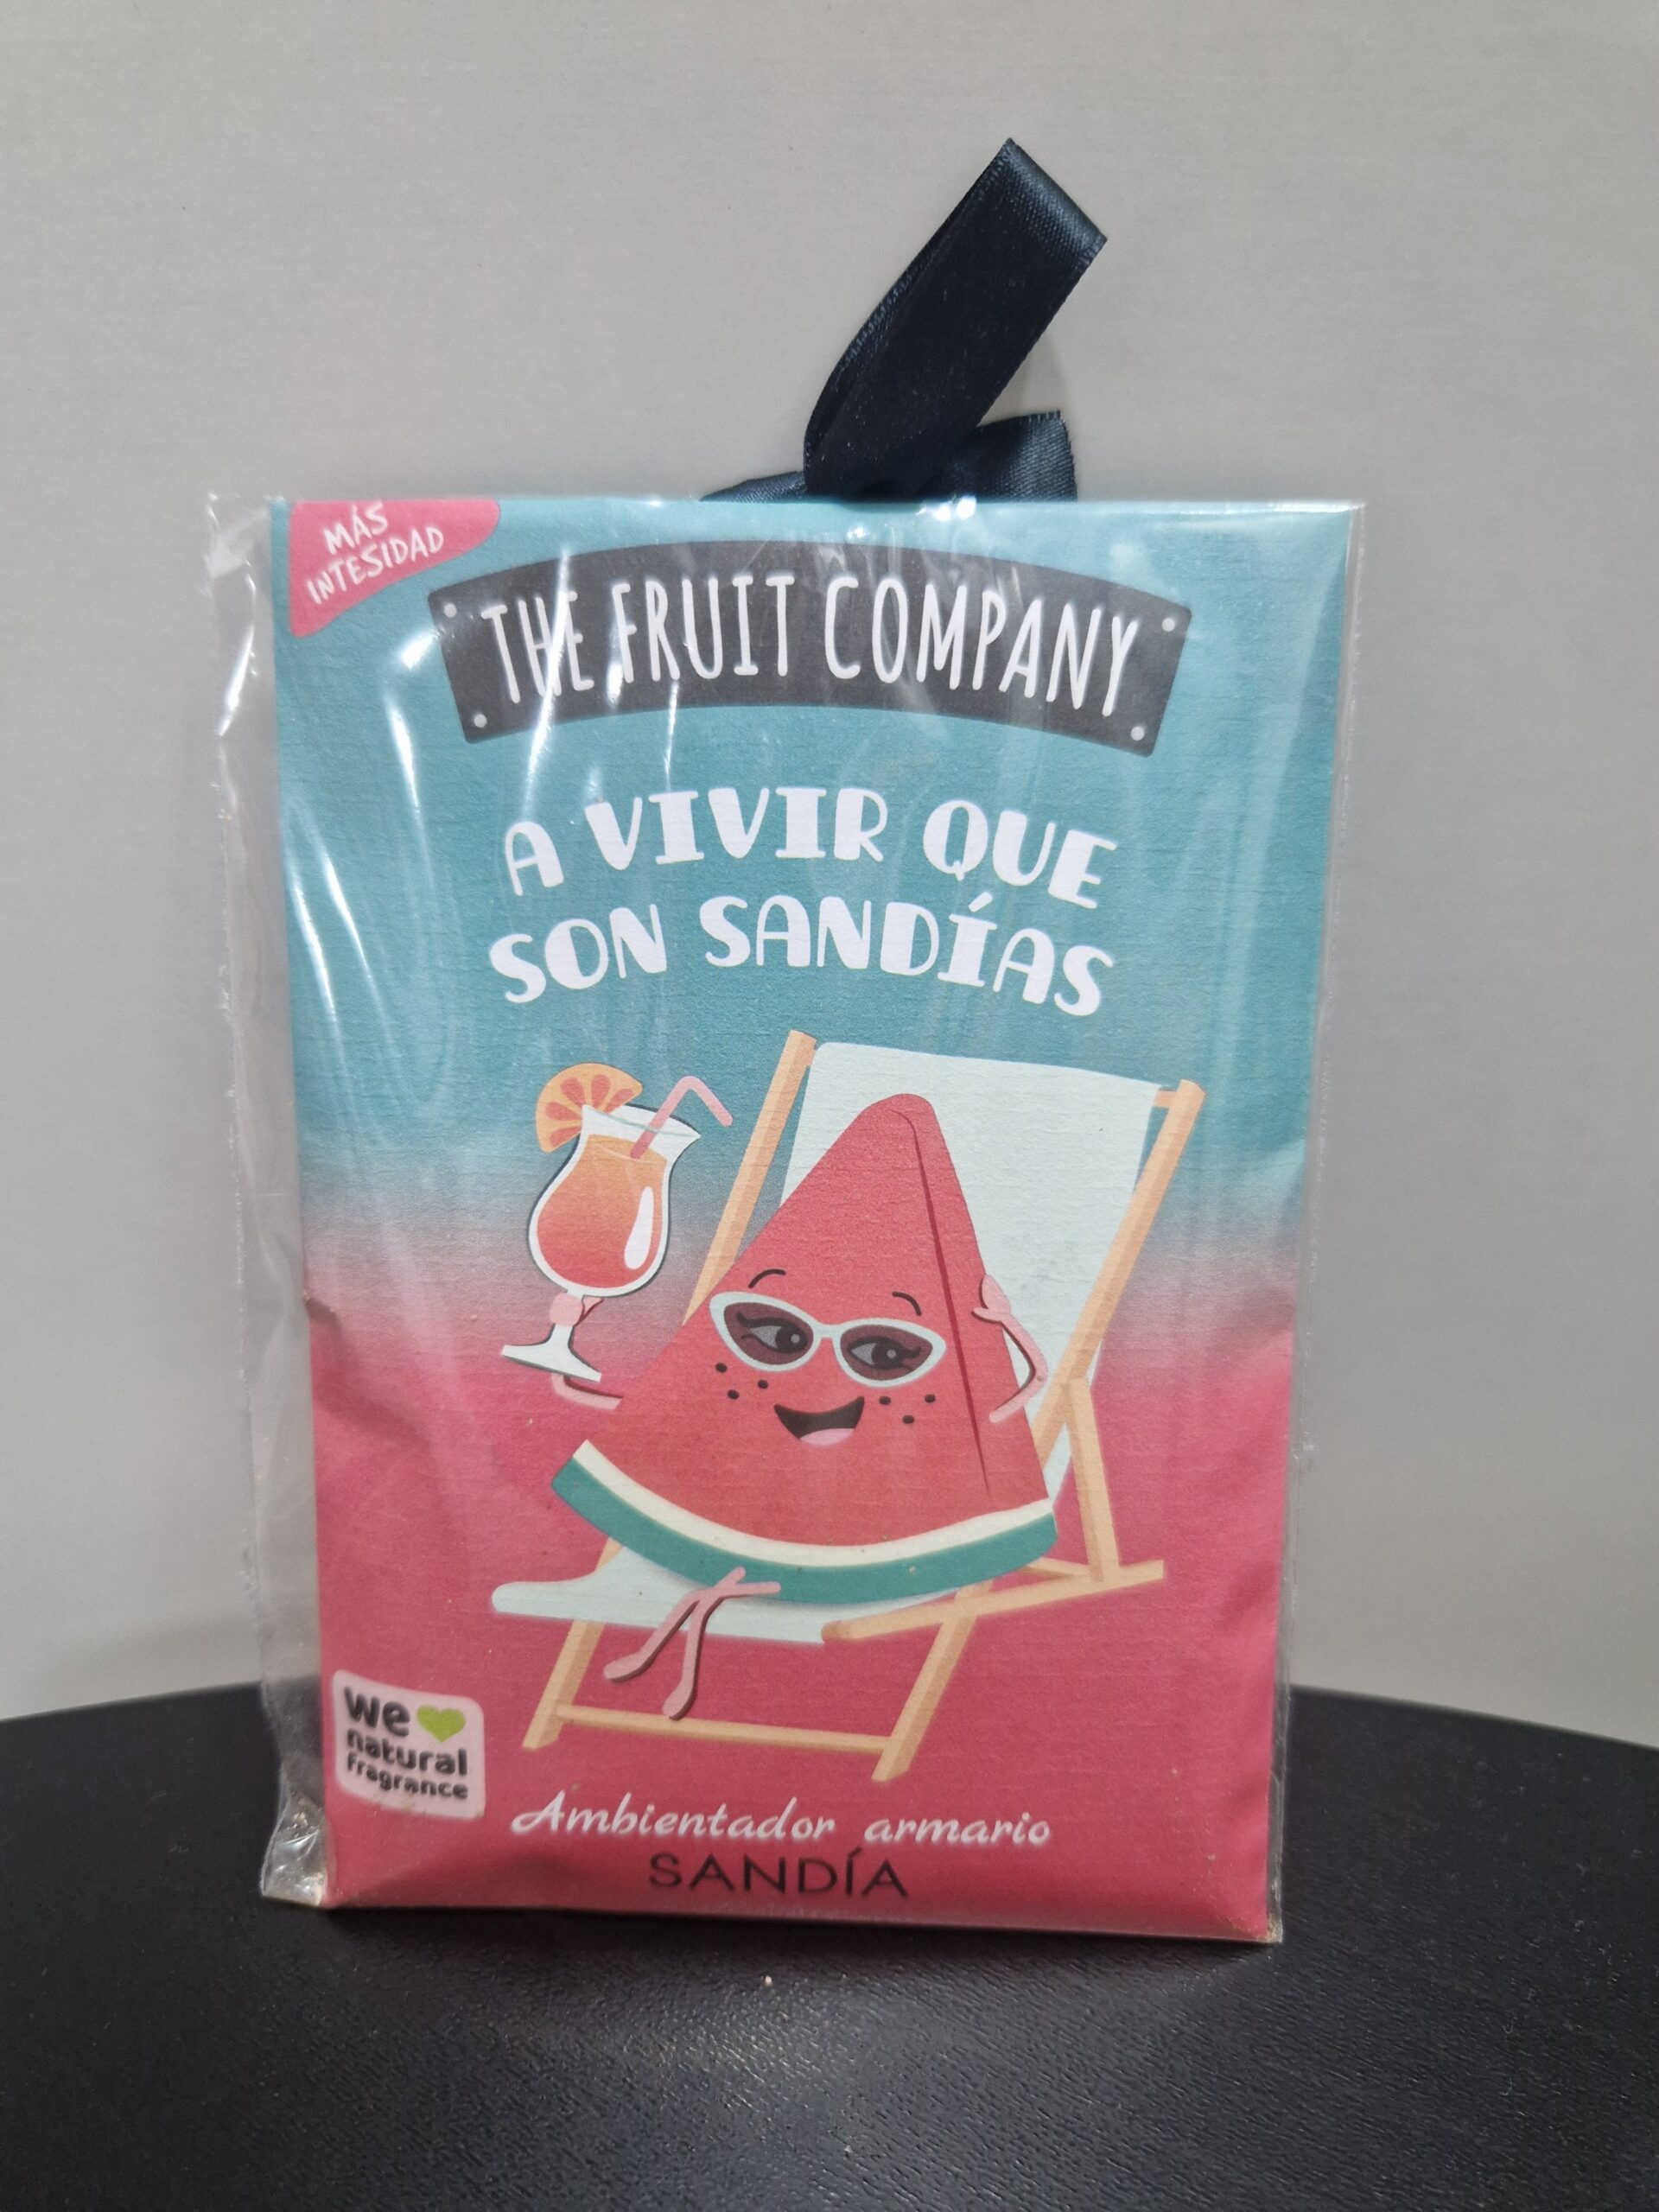 MÁS
INTESIDAD
THE FRUIT COMPANY
A VIVIR QUE
SON SANDÍAS
we
natural
fragrance
Ambientador armario
SANDÍA